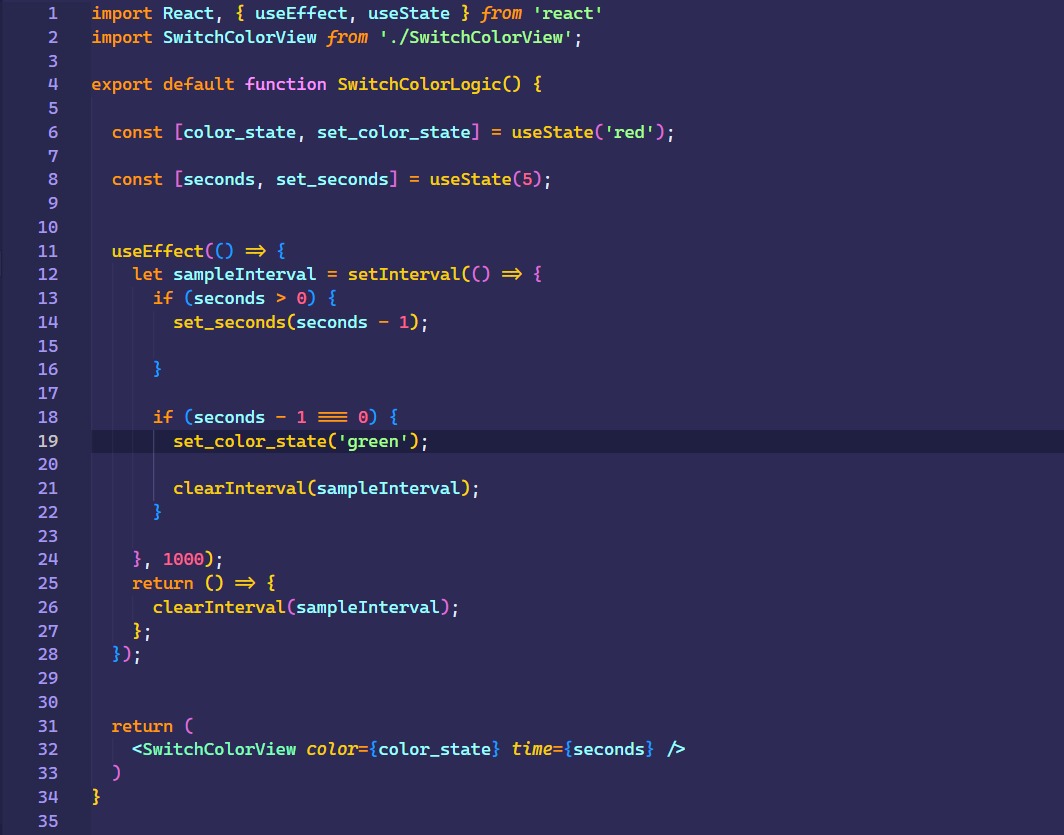 1 import React, { useEffect, useState } from 'react'
2 import SwitchColorView from './SwitchColorView';
3
4 export default function SwitchColorLogic() {
5
6   const [color_state, set_color_state] = useState('red');
7
8   const [seconds, set_seconds] = useState(5);
9
10
11   useEffect(() => {
12     let sampleInterval = setInterval(() => {
13       if (seconds > 0) {
14         set_seconds(seconds - 1);
15
16       }
17
18       if (seconds - 1 === 0) {
19         set_color_state('green');
20
21         clearInterval(sampleInterval);
22       }
23
24     }, 1000);
25     return () => {
26       clearInterval(sampleInterval);
27     };
28   });
29
30
31   return (
32     <SwitchColorView color={color_state} time={seconds} />
33   )
34 }
35